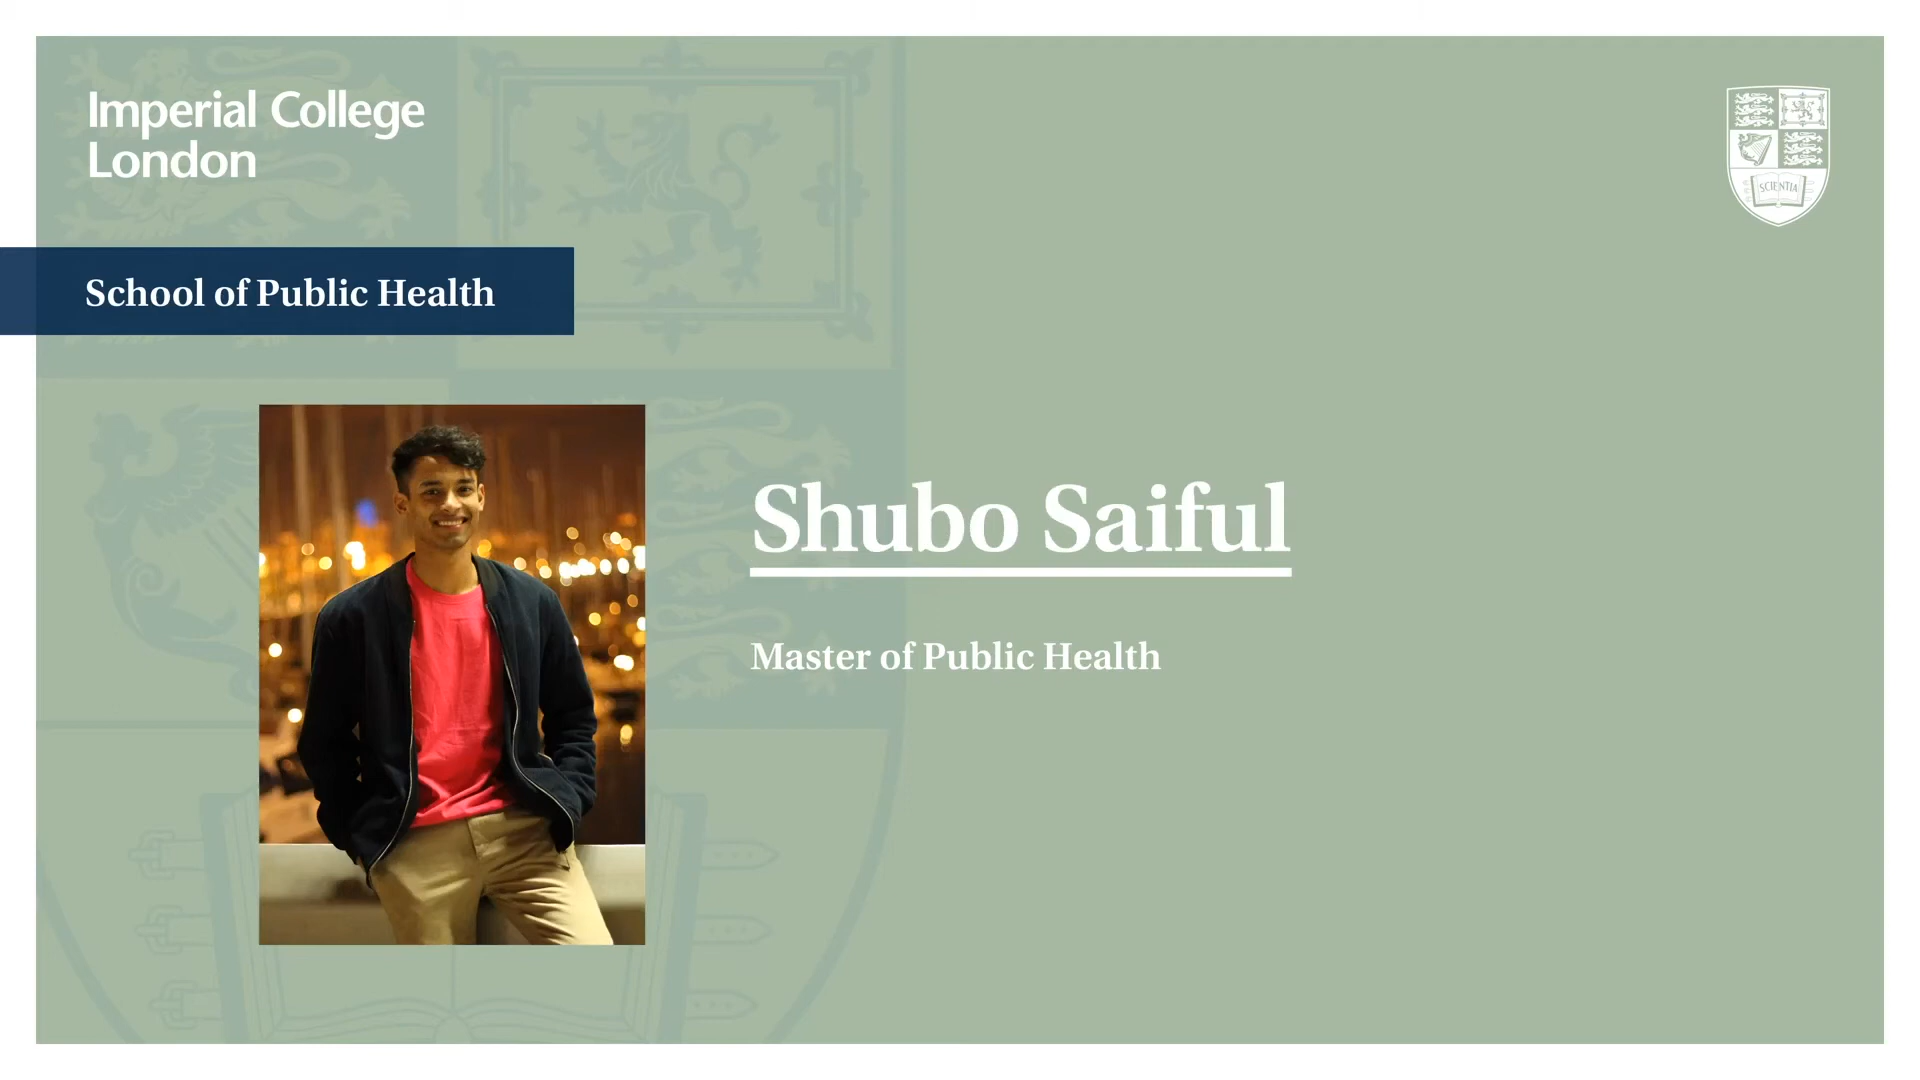 Imperial College
London
SCIENTIA
School of Public Health
Shubo Saiful
Master of Public Health